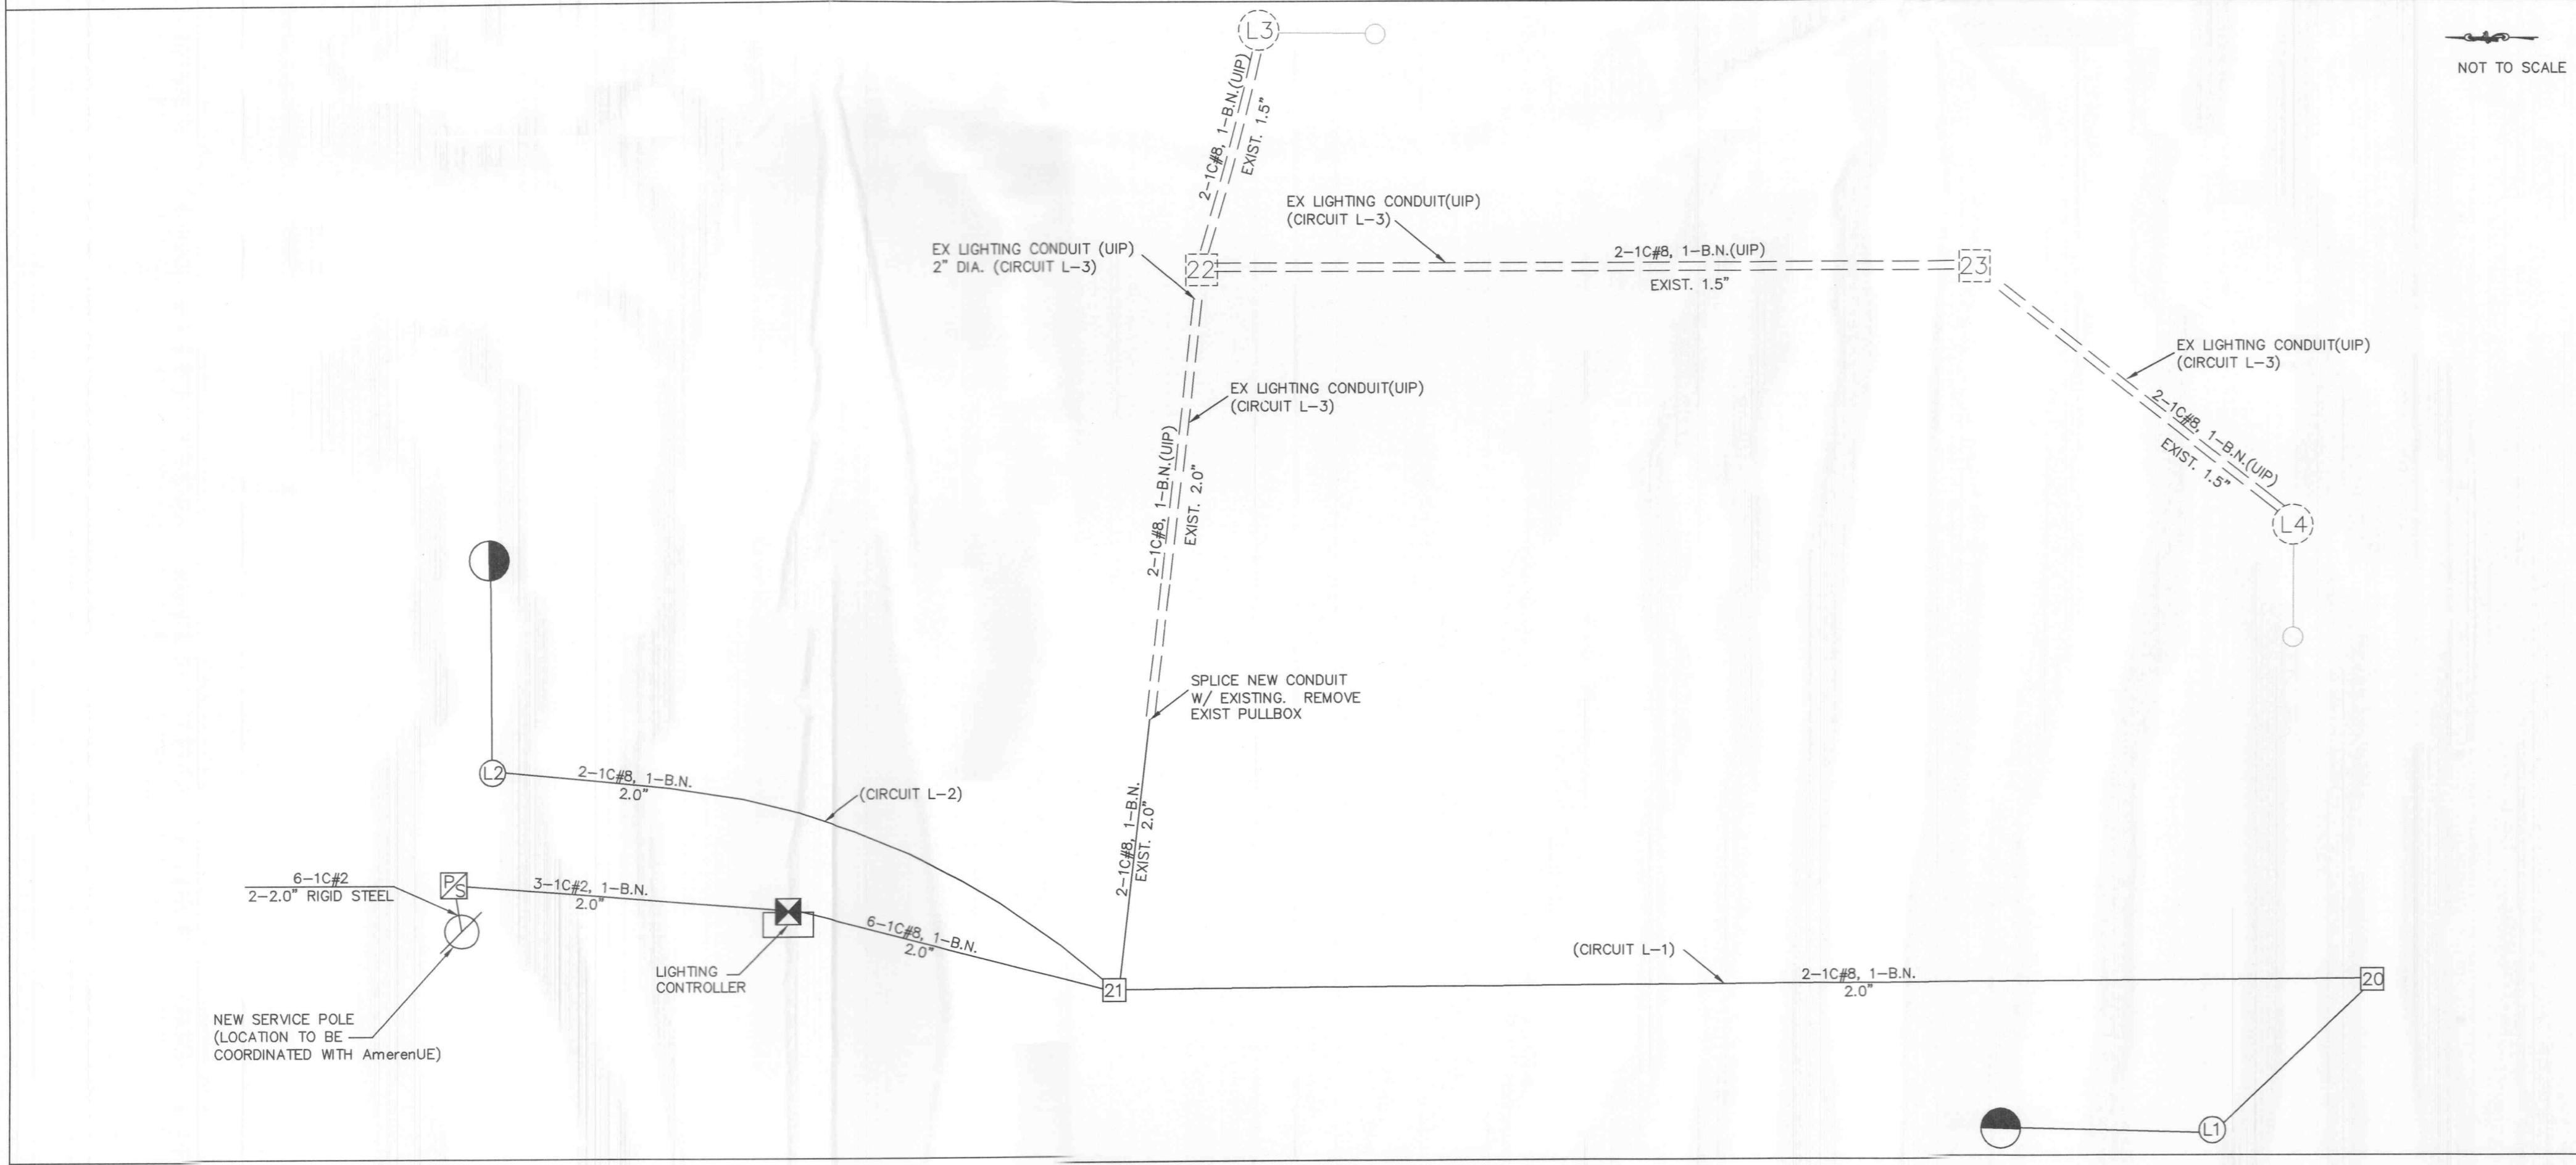 L3
NOT TO SCALE
2-1C#8, 1-B.N.(UIP)
EXIST. 1.5"
EX LIGHTING CONDUIT(UIP)
(CIRCUIT L-3)
EX LIGHTING CONDUIT (UIP)
2" DIA. (CIRCUIT L-3)
22
2-1C#8, 1-B.N.(UIP)
EXIST. 1.5"
23
EX LIGHTING CONDUIT(UIP)
(CIRCUIT L-3)
2-1C#8, 1-B.N.(UIP)
EXIST. 1.5"
L4
EX LIGHTING CONDUIT(UIP)
(CIRCUIT L-3)
2-1C#8, 1-B.N.(UIP)
EXIST. 2.0"
SPLICE NEW CONDUIT
W/ EXISTING. REMOVE
EXIST PULLBOX
L2
2-1C#8, 1-B.N.
2.0"
(CIRCUIT L-2)
2-1C#8, 1-B.N.
EXIST. 2.0"
6-1C#2
2-2.0" RIGID STEEL
P/S
3-1C#2, 1-B.N.
2.0"
6-1C#8, 1-B.N.
2.0"
LIGHTING
CONTROLLER
21
(CIRCUIT L-1)
2-1C#8, 1-B.N.
2.0"
20
NEW SERVICE POLE
(LOCATION TO BE
COORDINATED WITH AmerenUE)
L1